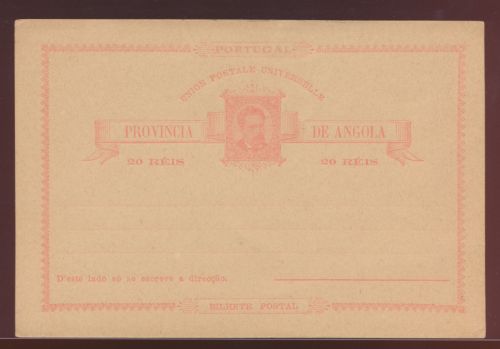 PORTUGAL
UNION POSTALE UNIVERSELLE
PROVINCIA DE ANGOLA
20 RÉIS 20 RÉIS
D'este lado só se escreve a direcção.
BILHETE POSTAL